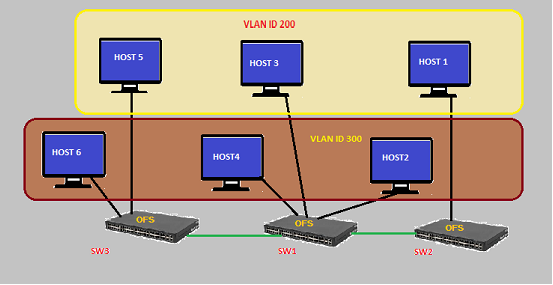 VLAN ID 200
HOST 5
HOST 3
HOST 1
VLAN ID 300
HOST 6
HOST4
HOST2
OFS
OFS
OFS
SW3
SW1
SW2